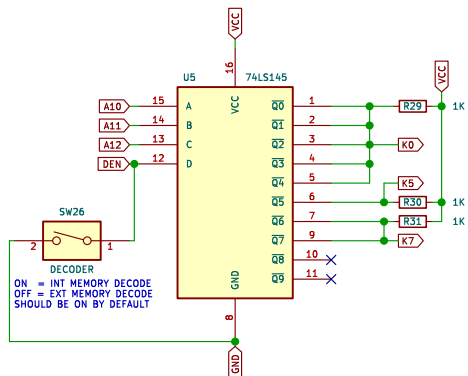 VCC
U5
74LS145
16
VCC
A10
15
A
Q0
1
R29
1K
A11
14
B
Q1
2
A12
13
C
Q2
3
K0
DEN
12
D
Q3
4
Q4
5
K5
Q5
6
R30
1K
Q6
7
R31
1K
Q7
9
K7
Q8
10
Q9
11
VCC
GND
8
GND
SW26
2
1
DECODER
ON = INT MEMORY DECODE
OFF = EXT MEMORY DECODE
SHOULD BE ON BY DEFAULT